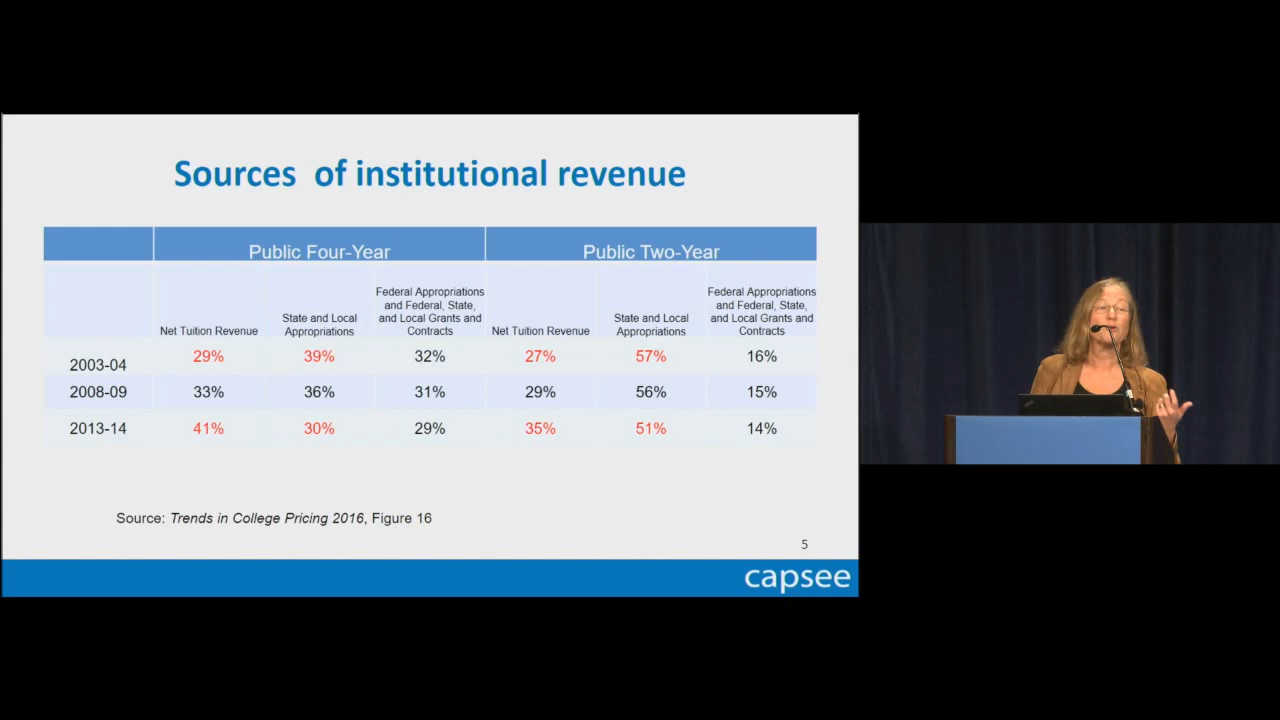 Sources of institutional revenue
Public Four-Year Public Two-Year
Net Tuition Revenue
State and Local
Appropriations
Federal Appropriations
and Federal, State,
and Local Grants and
Contracts
Net Tuition Revenue
State and Local
Appropriations
Federal Appropriations
and Federal, State,
and Local Grants and
Contracts
2003-04 29% 39% 32% 27% 57% 16%
2008-09 33% 36% 31% 29% 56% 15%
2013-14 41% 30% 29% 35% 51% 14%
Source: Trends in College Pricing 2016, Figure 16
5
capsee